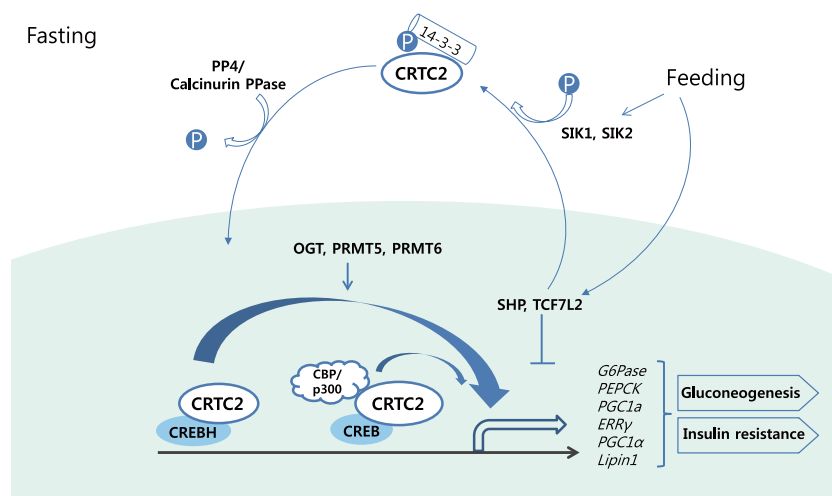 Fasting
14-3-3
P
CRTC2
PP4/
Calcinurin PPase
P
P
Feeding
SIK1, SIK2
OGT, PRMT5, PRMT6
SHP, TCF7L2
CBP/
p300
CRTC2
CREBH
CRTC2
CREB
G6Pase
PEPCK
PGC1a
ERRγ
PGC1α
Lipin1
Gluconeogenesis
Insulin resistance